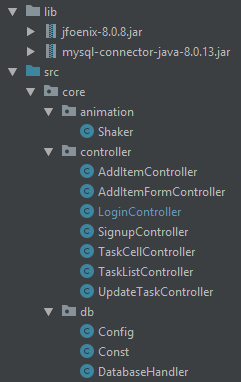 lib
jfoenix-8.0.8.jar
mysql-connector-java-8.0.13.jar
src
core
animation
Shaker
controller
AddItemController
AddItemFormController
LoginController
SignupController
TaskCellController
TaskListController
UpdateTaskController
db
Config
Const
DatabaseHandler